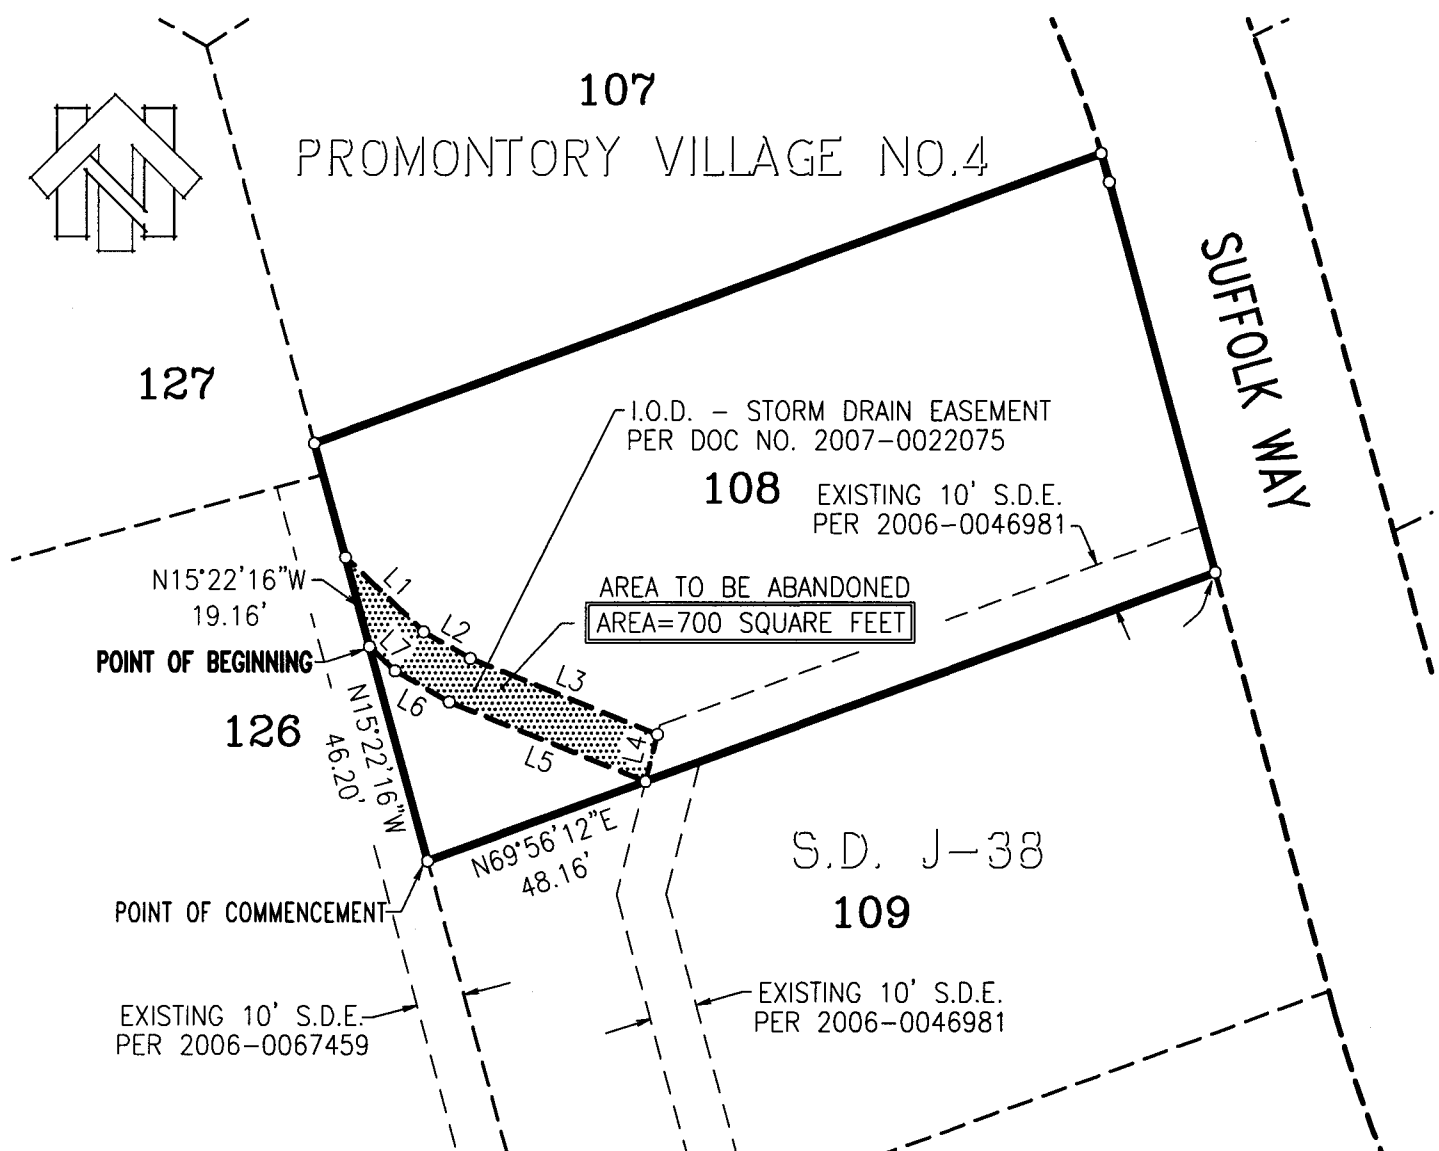 107
PROMONTORY VILLAGE NO.4
SUFFOLK WAY
127
I.O.D. - STORM DRAIN EASEMENT
PER DOC NO. 2007-0022075
108
EXISTING 10' S.D.E.
PER 2006-0046981
N15°22'16"W
19.16'
AREA TO BE ABANDONED
AREA=700 SQUARE FEET
L1
L2
L3
L4
L5
L6
L7
POINT OF BEGINNING
126
N15°22'16"W
46.20'
N69°56'12"E
48.16'
S.D. J-38
109
POINT OF COMMENCEMENT
EXISTING 10' S.D.E.
PER 2006-0067459
EXISTING 10' S.D.E.
PER 2006-0046981
N